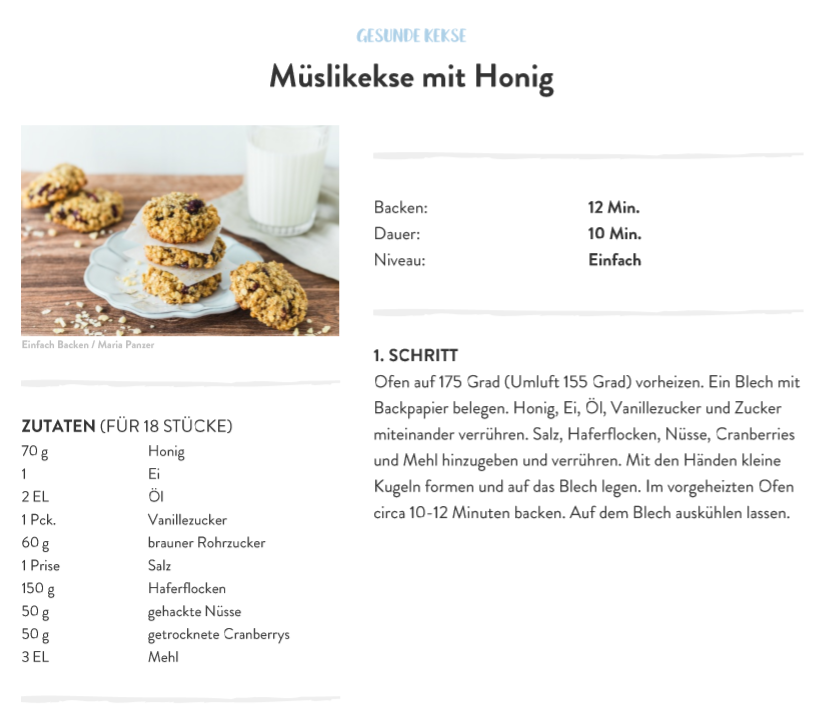 GESUNDE KEKSE
Müslikekse mit Honig
Einfach Backen / Maria Panzer
ZUTATEN (FÜR 18 STÜCKE)
70 g Honig
1 Ei
2 EL Öl
1 Pck. Vanillezucker
60 g brauner Rohrzucker
1 Prise Salz
150 g Haferflocken
50 g gehackte Nüsse
50 g getrocknete Cranberrys
3 EL Mehl
Backen: 12 Min.
Dauer: 10 Min.
Niveau: Einfach
1. SCHRITT
Ofen auf 175 Grad (Umluft 155 Grad) vorheizen. Ein Blech mit
Backpapier belegen. Honig, Ei, Öl, Vanillezucker und Zucker
miteinander verrühren. Salz, Haferflocken, Nüsse, Cranberries
und Mehl hinzugeben und verrühren. Mit den Händen kleine
Kugeln formen und auf das Blech legen. Im vorgeheizten Ofen
circa 10-12 Minuten backen. Auf dem Blech auskühlen lassen.